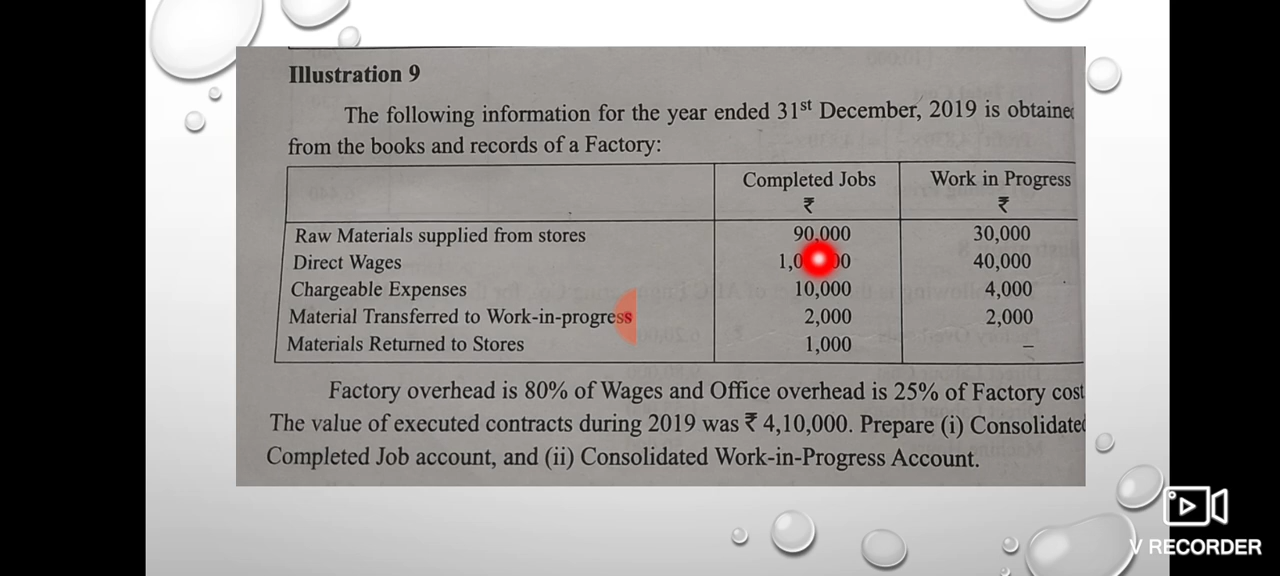 Illustration 9
The following information for the year ended 31st December, 2019 is obtained
from the books and records of a Factory:
Completed Jobs Work in Progress
₹ ₹
Raw Materials supplied from stores 90,000 30,000
Direct Wages 40,000
Chargeable Expenses 10,000 4,000
Material Transferred to Work-in-progress 2,000 2,000
Materials Returned to Stores 1,000 –
Factory overhead is 80% of Wages and Office overhead is 25% of Factory cost
The value of executed contracts during 2019 was ₹ 4,10,000. Prepare (i) Consolidated
Completed Job account, and (ii) Consolidated Work-in-Progress Account.
V RECORDER